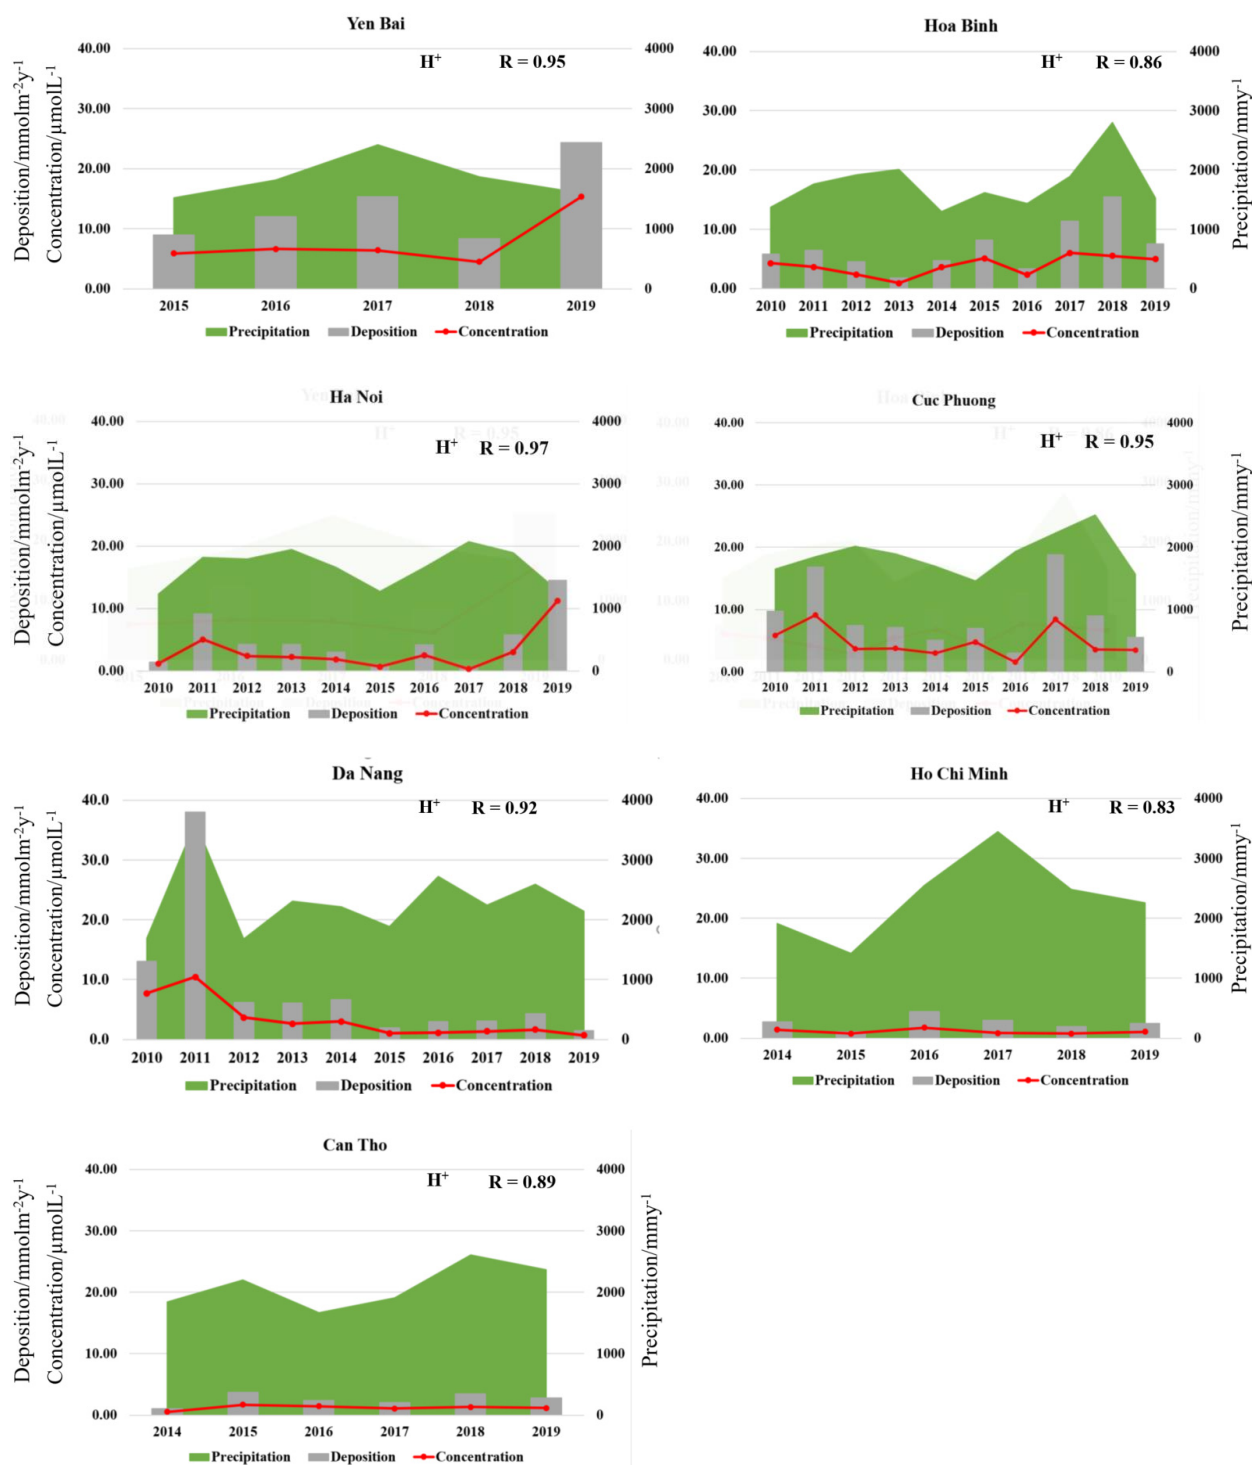 Yen Bai
H+ R = 0.95
Deposition/mmolm-2y-1
Concentration/µmolL-1
40.00
30.00
20.00
10.00
0.00
4000
3000
2000
1000
0
2015 2016 2017 2018 2019
Precipitation Deposition Concentration
Hoa Binh
H+ R = 0.86
40.00
30.00
20.00
10.00
0.00
4000
3000
2000
1000
0
Precipitation/mmy-1
2010 2011 2012 2013 2014 2015 2016 2017 2018 2019
Precipitation Deposition Concentration
Ha Noi
H+ R = 0.97
Deposition/mmolm-2y-1
Concentration/µmolL-1
40.00
30.00
20.00
10.00
0.00
4000
3000
2000
1000
0
2010 2011 2012 2013 2014 2015 2016 2017 2018 2019
Precipitation Deposition Concentration
Cuc Phuong
H+ R = 0.95
40.00
30.00
20.00
10.00
0.00
4000
3000
2000
1000
0
Precipitation/mmy-1
2010 2011 2012 2013 2014 2015 2016 2017 2018 2019
Precipitation Deposition Concentration
Da Nang
H+ R = 0.92
Deposition/mmolm-2y-1
Concentration/µmolL-1
40.0
30.0
20.0
10.0
0.0
4000
3000
2000
1000
0
2010 2011 2012 2013 2014 2015 2016 2017 2018 2019
Precipitation Deposition Concentration
Ho Chi Minh
H+ R = 0.83
40.00
30.00
20.00
10.00
0.00
4000
3000
2000
1000
0
Precipitation/mmy-1
2014 2015 2016 2017 2018 2019
Precipitation Deposition Concentration
Can Tho
H+ R = 0.89
Deposition/mmolm-2y-1
Concentration/µmolL-1
40.00
30.00
20.00
10.00
0.00
4000
3000
2000
1000
0
Precipitation/mmy-1
2014 2015 2016 2017 2018 2019
Precipitation Deposition Concentration